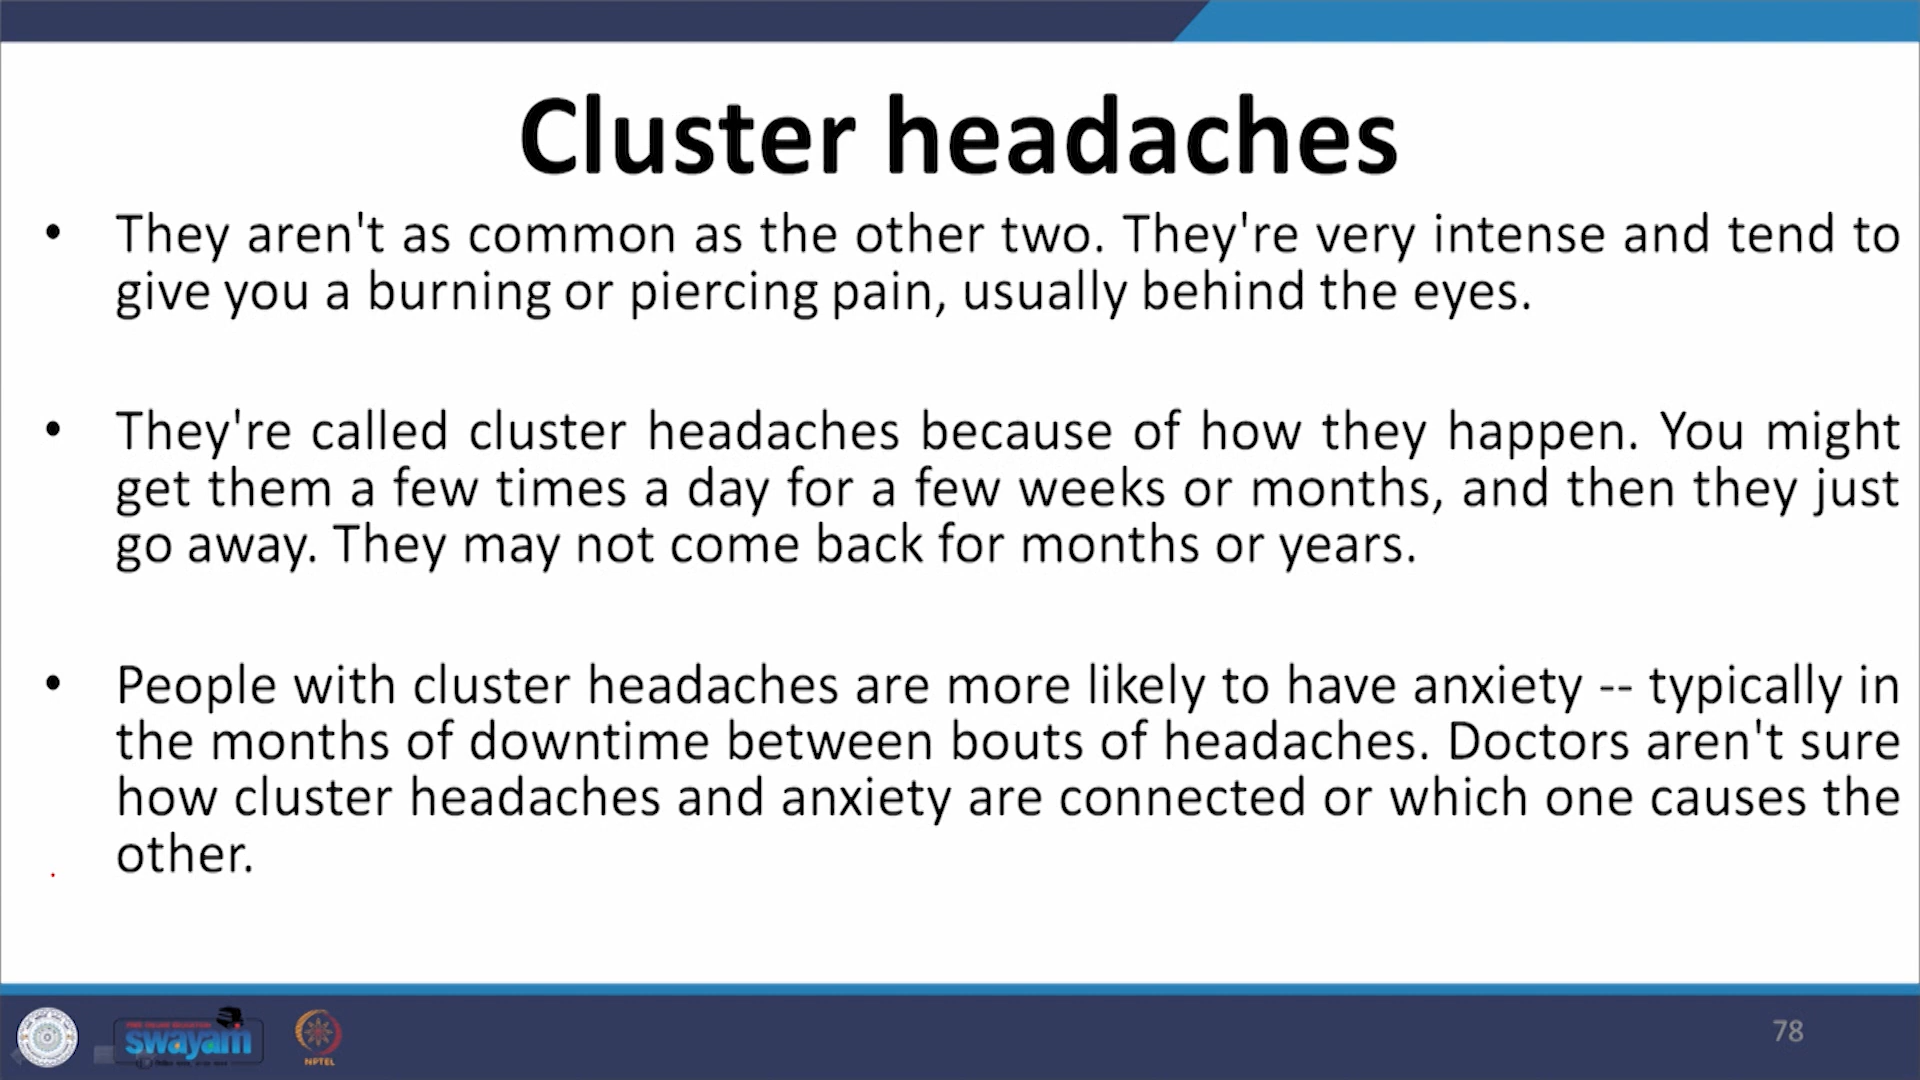 Cluster headaches
• They aren't as common as the other two. They're very intense and tend to
give you a burning or piercing pain, usually behind the eyes.
• They're called cluster headaches because of how they happen. You might
get them a few times a day for a few weeks or months, and then they just
go away. They may not come back for months or years.
• People with cluster headaches are more likely to have anxiety -- typically in
the months of downtime between bouts of headaches. Doctors aren't sure
how cluster headaches and anxiety are connected or which one causes the
other.
swayam
NPTEL
78